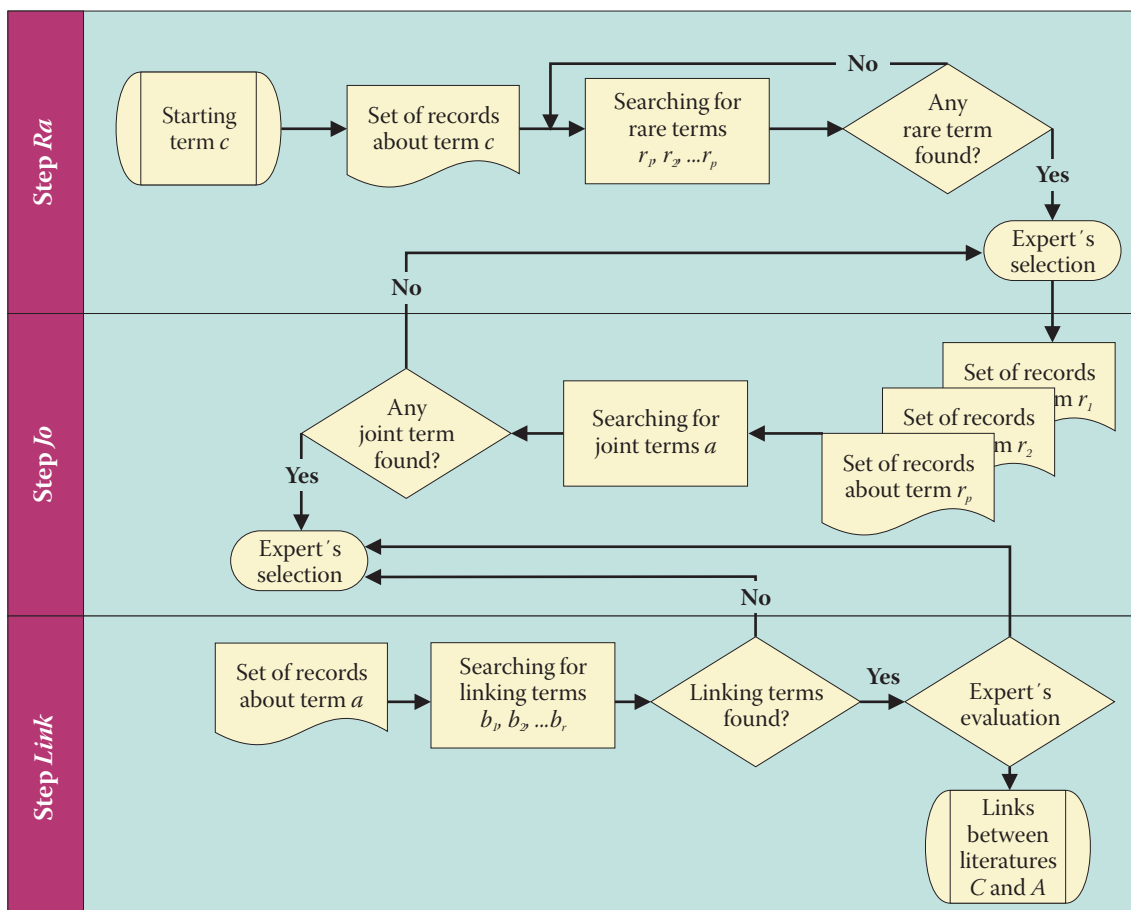 Step Ra
Starting
term c
Set of records
about term c
Searching for
rare terms
r1, r2, ...rp
No
Any
rare term
found?
Yes
Expert´s
selection
No
Step Jo
Set of records
m r1
Set of records
m r2
Set of records
about term rp
Searching for
joint terms a
Any
joint term
found?
Yes
Expert´s
selection
No
Step Link
Set of records
about term a
Searching for
linking terms
b1, b2, ...br
Linking terms
found?
Yes
Expert´s
evaluation
Links
between
literatures
C and A